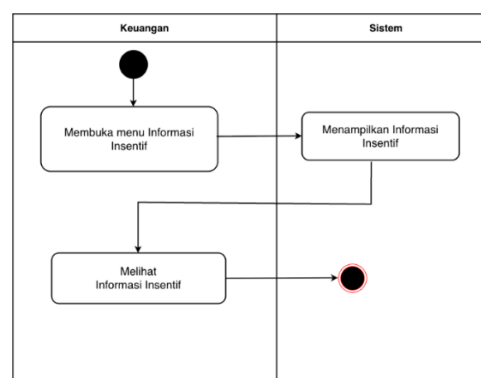 Keuangan
Sistem
Membuka menu Informasi
Insentif
Menampilkan Informasi
Insentif
Melihat
Informasi Insentif